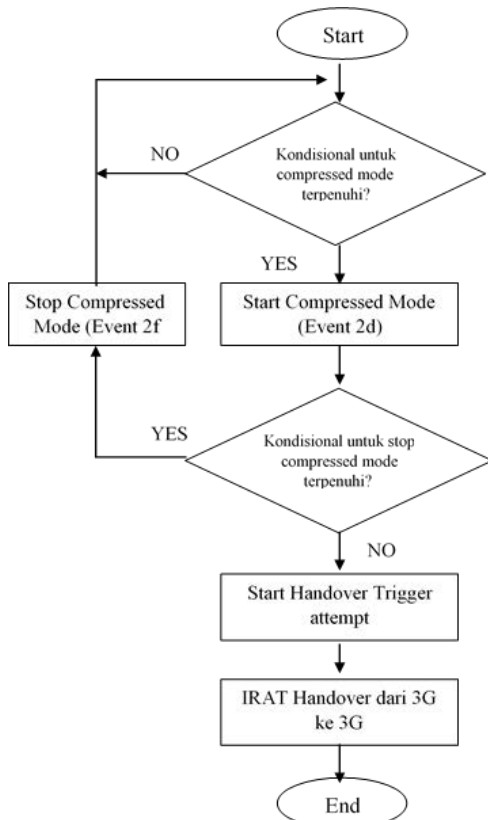 Start
Kondisional untuk
compressed mode
terpenuhi?
NO
YES
Stop Compressed
Mode (Event 2f
Start Compressed Mode
(Event 2d)
YES
Kondisional untuk stop
compressed mode
terpenuhi?
NO
Start Handover Trigger
attempt
IRAT Handover dari 3G
ke 3G
End